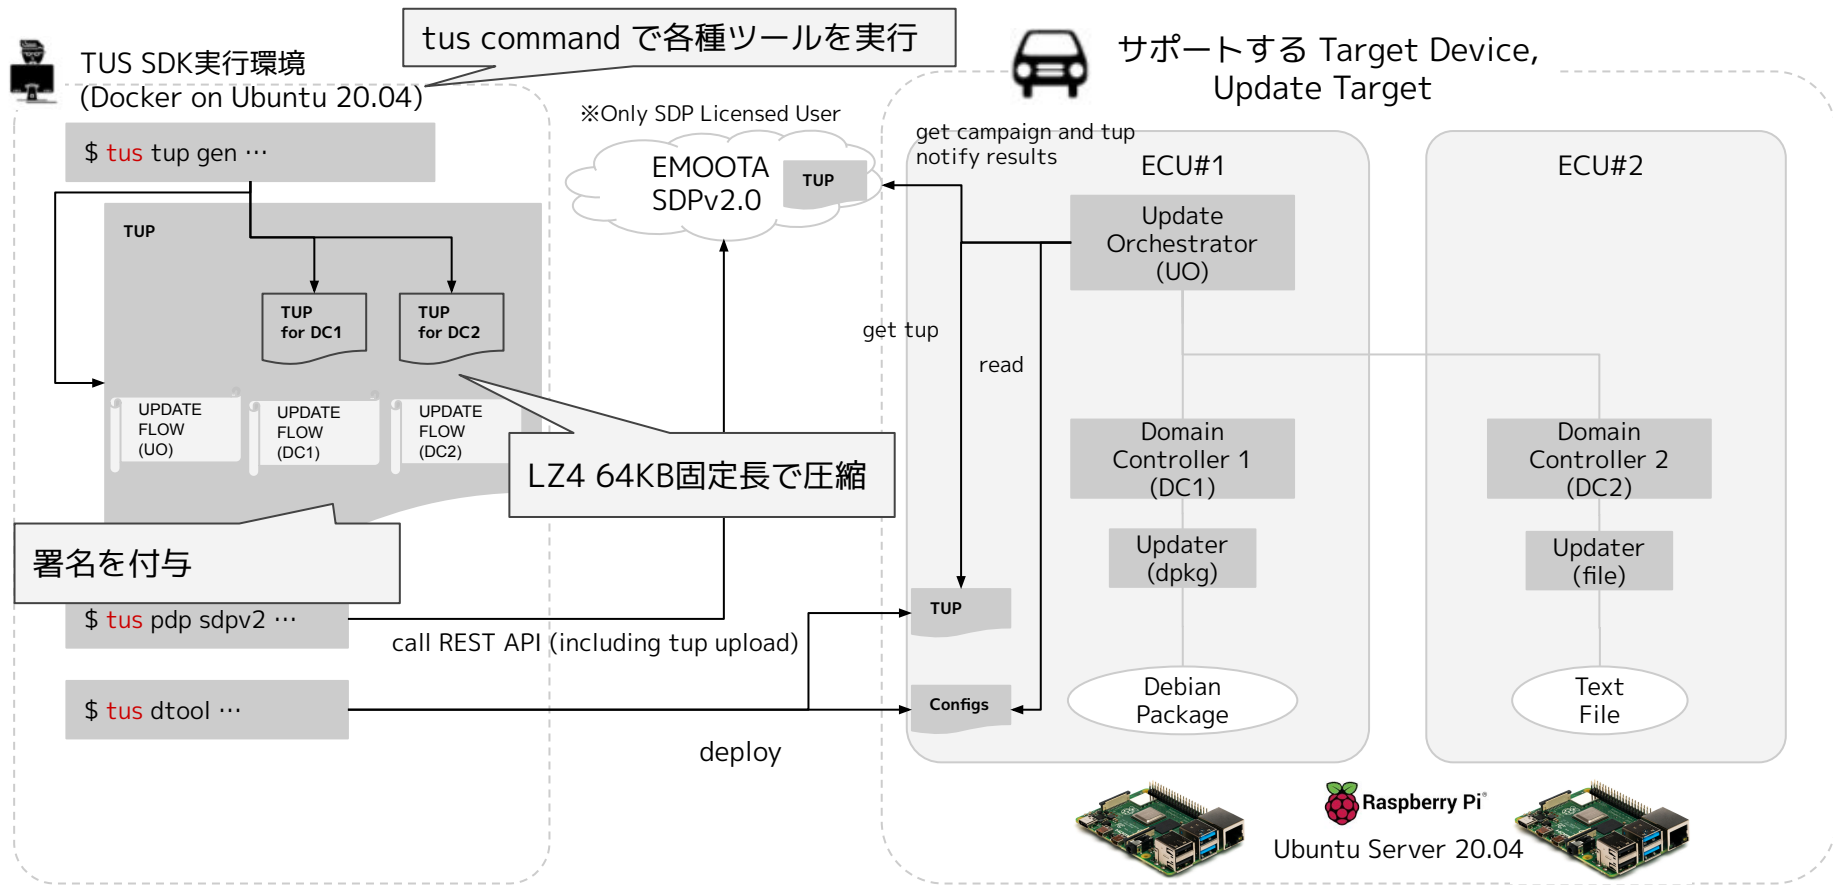 tus command で各種ツールを実行
TUS SDK実行環境
(Docker on Ubuntu 20.04)
$ tus tup gen …
TUP
TUP
for DC1
TUP
for DC2
UPDATE
FLOW
(UO)
UPDATE
FLOW
(DC1)
UPDATE
FLOW
(DC2)
LZ4 64KB固定長で圧縮
署名を付与
$ tus pdp sdpv2 …
call REST API (including tup upload)
$ tus dtool …
deploy
※Only SDP Licensed User
EMOOTA
SDPv2.0
TUP
サポートする Target Device,
Update Target
get campaign and tup
notify results
ECU#1
Update
Orchestrator
(UO)
get tup
read
Domain
Controller 1
(DC1)
Updater
(dpkg)
TUP
Configs
Debian
Package
ECU#2
Domain
Controller 2
(DC2)
Updater
(file)
Text
File
Raspberry Pi
Ubuntu Server 20.04